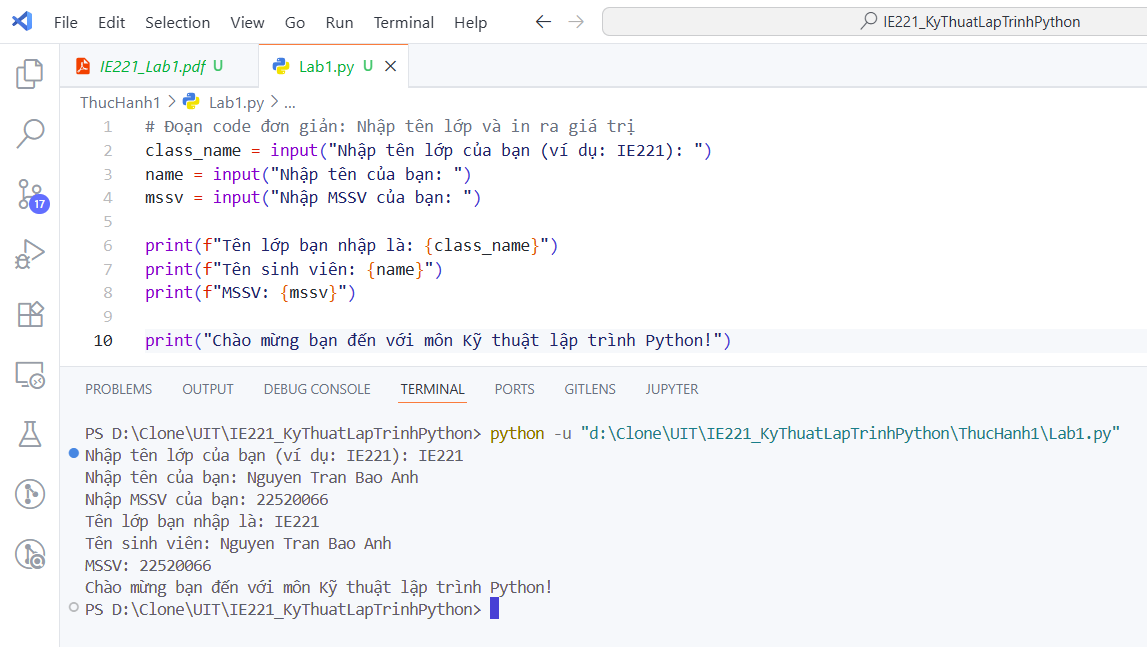 File Edit Selection View Go Run Terminal Help IE221_KyThuatLapTrinhPython
IE221_Lab1.pdf U Lab1.py U
ThucHanh1 > Lab1.py > ...
1 # Đoạn code đơn giản: Nhập tên lớp và in ra giá trị
2 class_name = input("Nhập tên lớp của bạn (ví dụ: IE221): ")
3 name = input("Nhập tên của bạn: ")
4 mssv = input("Nhập MSSV của bạn: ")
5
6 print(f"Tên lớp bạn nhập là: {class_name}")
7 print(f"Tên sinh viên: {name}")
8 print(f"MSSV: {mssv}")
9
10 print("Chào mừng bạn đến với môn Kỹ thuật lập trình Python!")
17
PROBLEMS OUTPUT DEBUG CONSOLE TERMINAL PORTS GITLENS JUPYTER
PS D:\Clone\UIT\IE221_KyThuatLapTrinhPython> python -u "d:\Clone\UIT\IE221_KyThuatLapTrinhPython\ThucHanh1\Lab1.py"
Nhập tên lớp của bạn (ví dụ: IE221): IE221
Nhập tên của bạn: Nguyen Tran Bao Anh
Nhập MSSV của bạn: 22520066
Tên lớp bạn nhập là: IE221
Tên sinh viên: Nguyen Tran Bao Anh
MSSV: 22520066
Chào mừng bạn đến với môn Kỹ thuật lập trình Python!
PS D:\Clone\UIT\IE221_KyThuatLapTrinhPython>